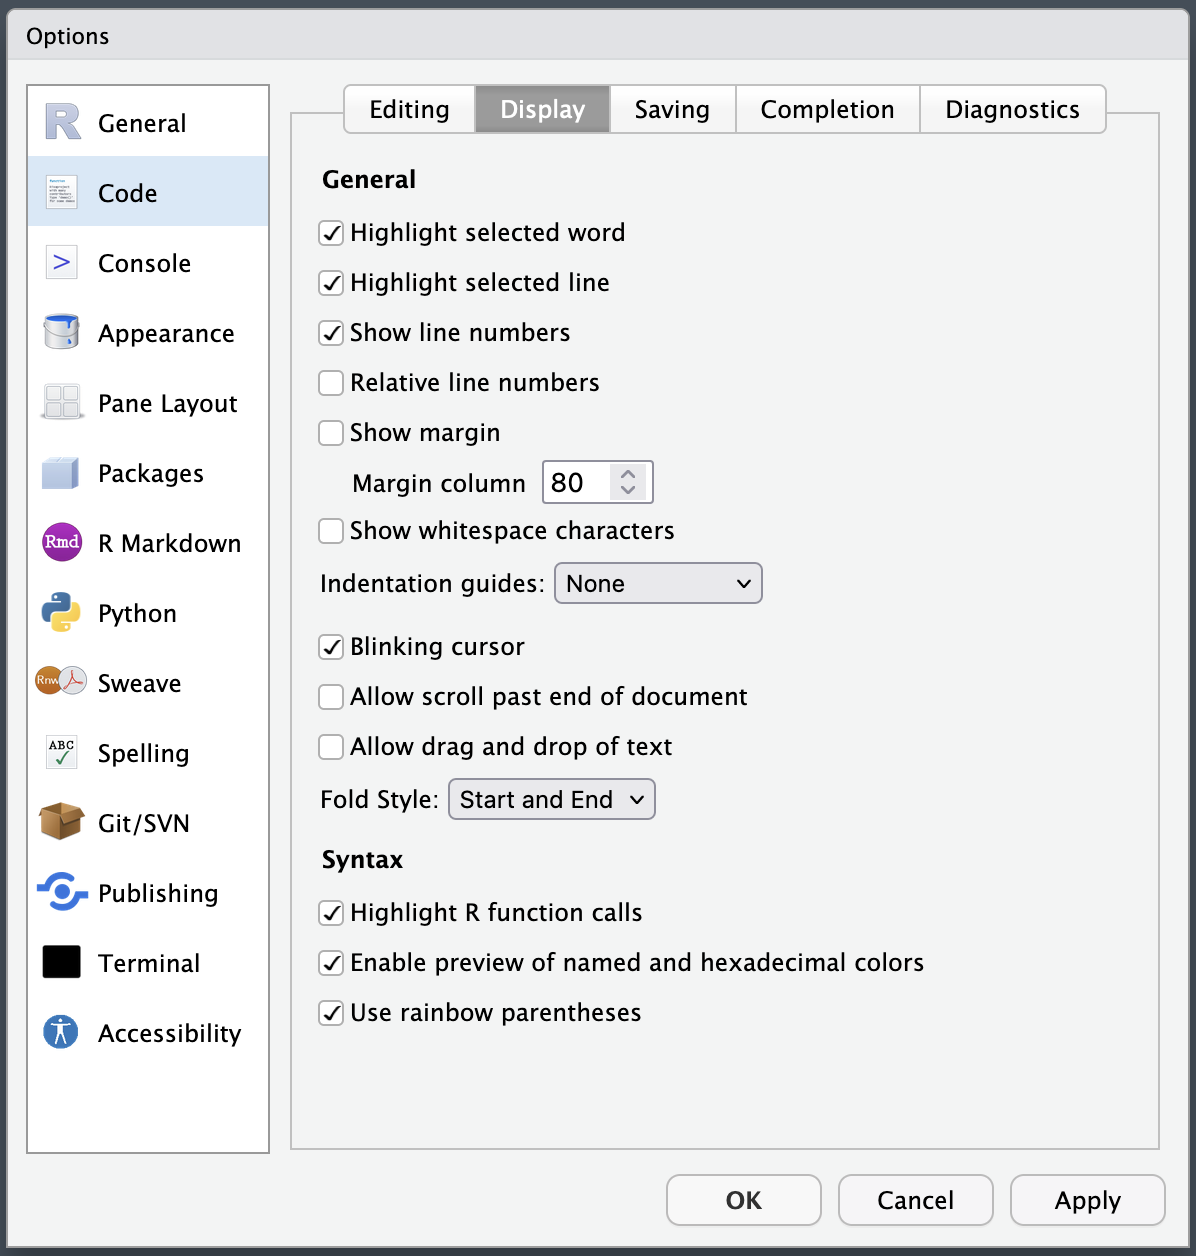 Options
General
Code
Console
Appearance
Pane Layout
Packages
Rmd R Markdown
Python
Rnw Sweave
ABC Spelling
Git/SVN
Publishing
Terminal
Accessibility
Editing Display Saving Completion Diagnostics
General
Highlight selected word
Highlight selected line
Show line numbers
Relative line numbers
Show margin
Margin column 80
Show whitespace characters
Indentation guides: None
Blinking cursor
Allow scroll past end of document
Allow drag and drop of text
Fold Style: Start and End
Syntax
Highlight R function calls
Enable preview of named and hexadecimal colors
Use rainbow parentheses
OK Cancel Apply